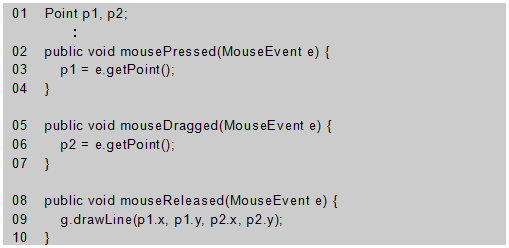 01 Point p1, p2;
:
02 public void mousePressed(MouseEvent e) {
03 p1 = e.getPoint();
04 }
05 public void mouseDragged(MouseEvent e) {
06 p2 = e.getPoint();
07 }
08 public void mouseReleased(MouseEvent e) {
09 g.drawLine(p1.x, p1.y, p2.x, p2.y);
10 }